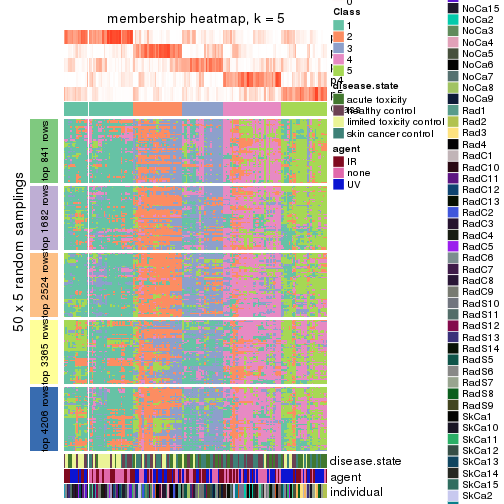 membership heatmap, k = 5
50 x 5 random samplings
top 841 rows
top 1682 rows
top 2524 rows
top 3365 rows
top 4206 rows
disease.state
agent
individual
Class
1
2
3
4
5
disease.state
acute toxicity
healthy control
limited toxicity control
skin cancer control
agent
IR
none
UV
NoCa15
NoCa2
NoCa3
NoCa4
NoCa5
NoCa6
NoCa7
NoCa8
NoCa9
Rad1
Rad2
Rad3
Rad4
RadC1
RadC10
RadC11
RadC12
RadC13
RadC2
RadC3
RadC4
RadC5
RadC6
RadC7
RadC8
RadC9
RadS10
RadS11
RadS12
RadS13
RadS14
RadS5
RadS6
RadS7
RadS8
RadS9
SkCa1
SkCa10
SkCa11
SkCa12
SkCa13
SkCa14
SkCa15
SkCa2